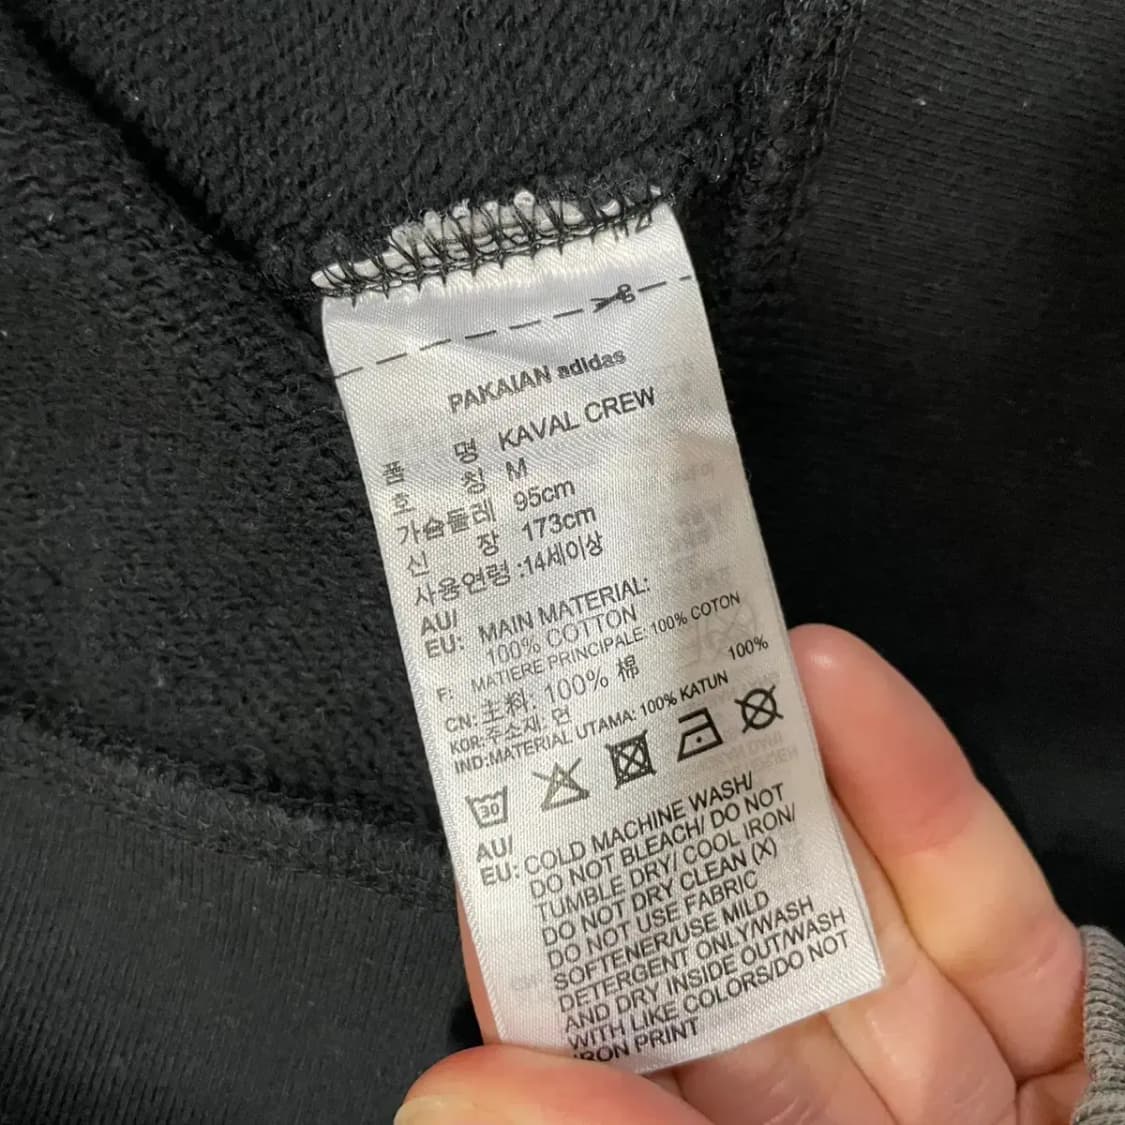 PAKAIAN adidas
품 명 KAVAL CREW
호 칭 M
가슴둘레 95cm
신 장 173cm
사용연령 :14세이상
AU/
EU: MAIN MATERIAL:
100% COTTON
F: MATIERE PRINCIPALE: 100% COTON
CN: 主料: 100% 棉
KOR: 주소재, 면 100%
IND:MATERIAL UTAMA: 100% KATUN
30
AU/
EU: COLD MACHINE WASH/
DO NOT BLEACH/ DO NOT
TUMBLE DRY/ COOL IRON/
DO NOT DRY CLEAN (X)
DO NOT USE FABRIC
SOFTENER/USE MILD
DETERGENT ONLY/WASH
AND DRY INSIDE OUT/WASH
WITH LIKE COLORS/DO NOT
IRON PRINT